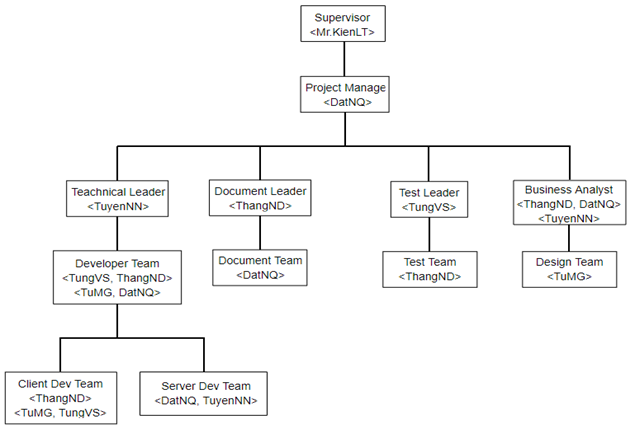 Supervisor
<Mr.KienLT>
Project Manage
<DatNQ>
Teachnical Leader
<TuyenNN>
Document Leader
<ThangND>
Test Leader
<TungVS>
Business Analyst
<ThangND, DatNQ>
<TuyenNN>
Developer Team
<TungVS, ThangND>
<TuMG, DatNQ>
Document Team
<DatNQ>
Test Team
<ThangND>
Design Team
<TuMG>
Client Dev Team
<ThangND>
<TuMG, TungVS>
Server Dev Team
<DatNQ, TuyenNN>